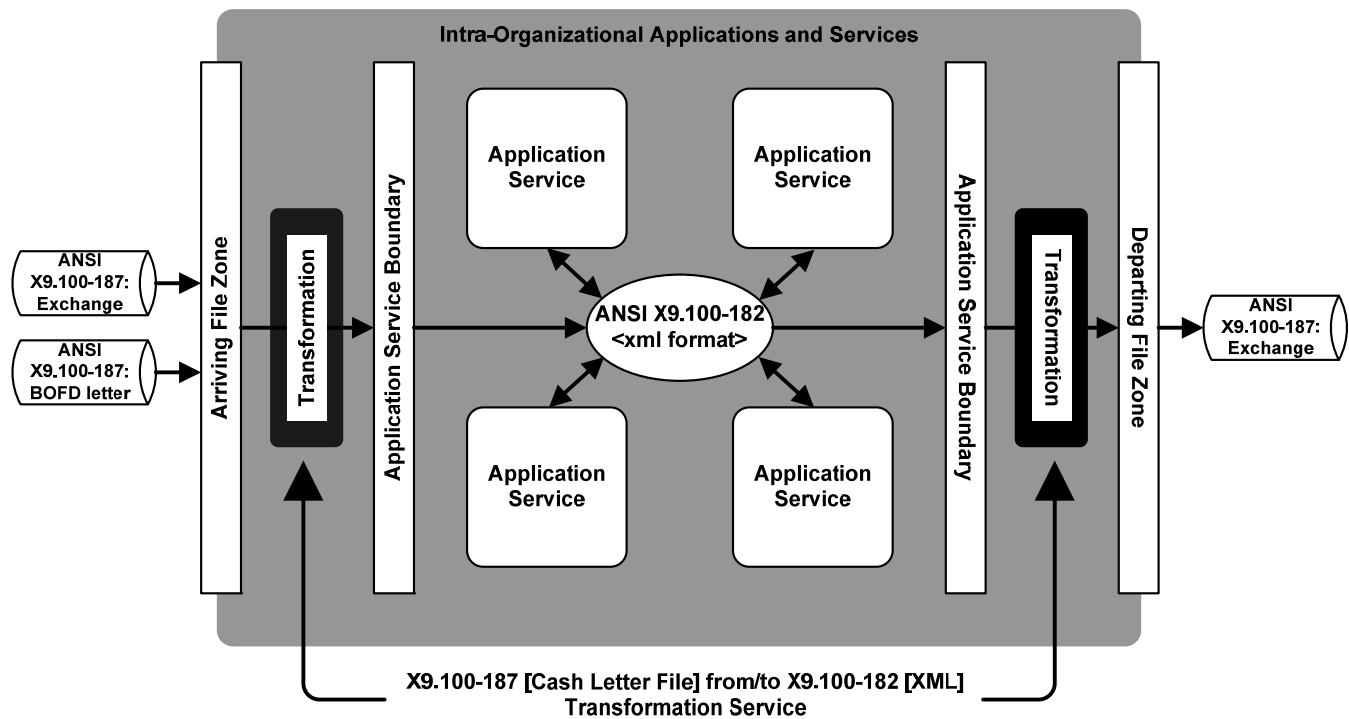 Intra-Organizational Applications and Services
ANSI
X9.100-187:
Exchange
ANSI
X9.100-187:
BOFD letter
Arriving File Zone
Transformation
Application Service Boundary
Application
Service
Application
Service
ANSI X9.100-182
<xml format>
Application
Service
Application
Service
Application Service Boundary
Transformation
Departing File Zone
ANSI
X9.100-187:
Exchange
X9.100-187 [Cash Letter File] from/to X9.100-182 [XML]
Transformation Service